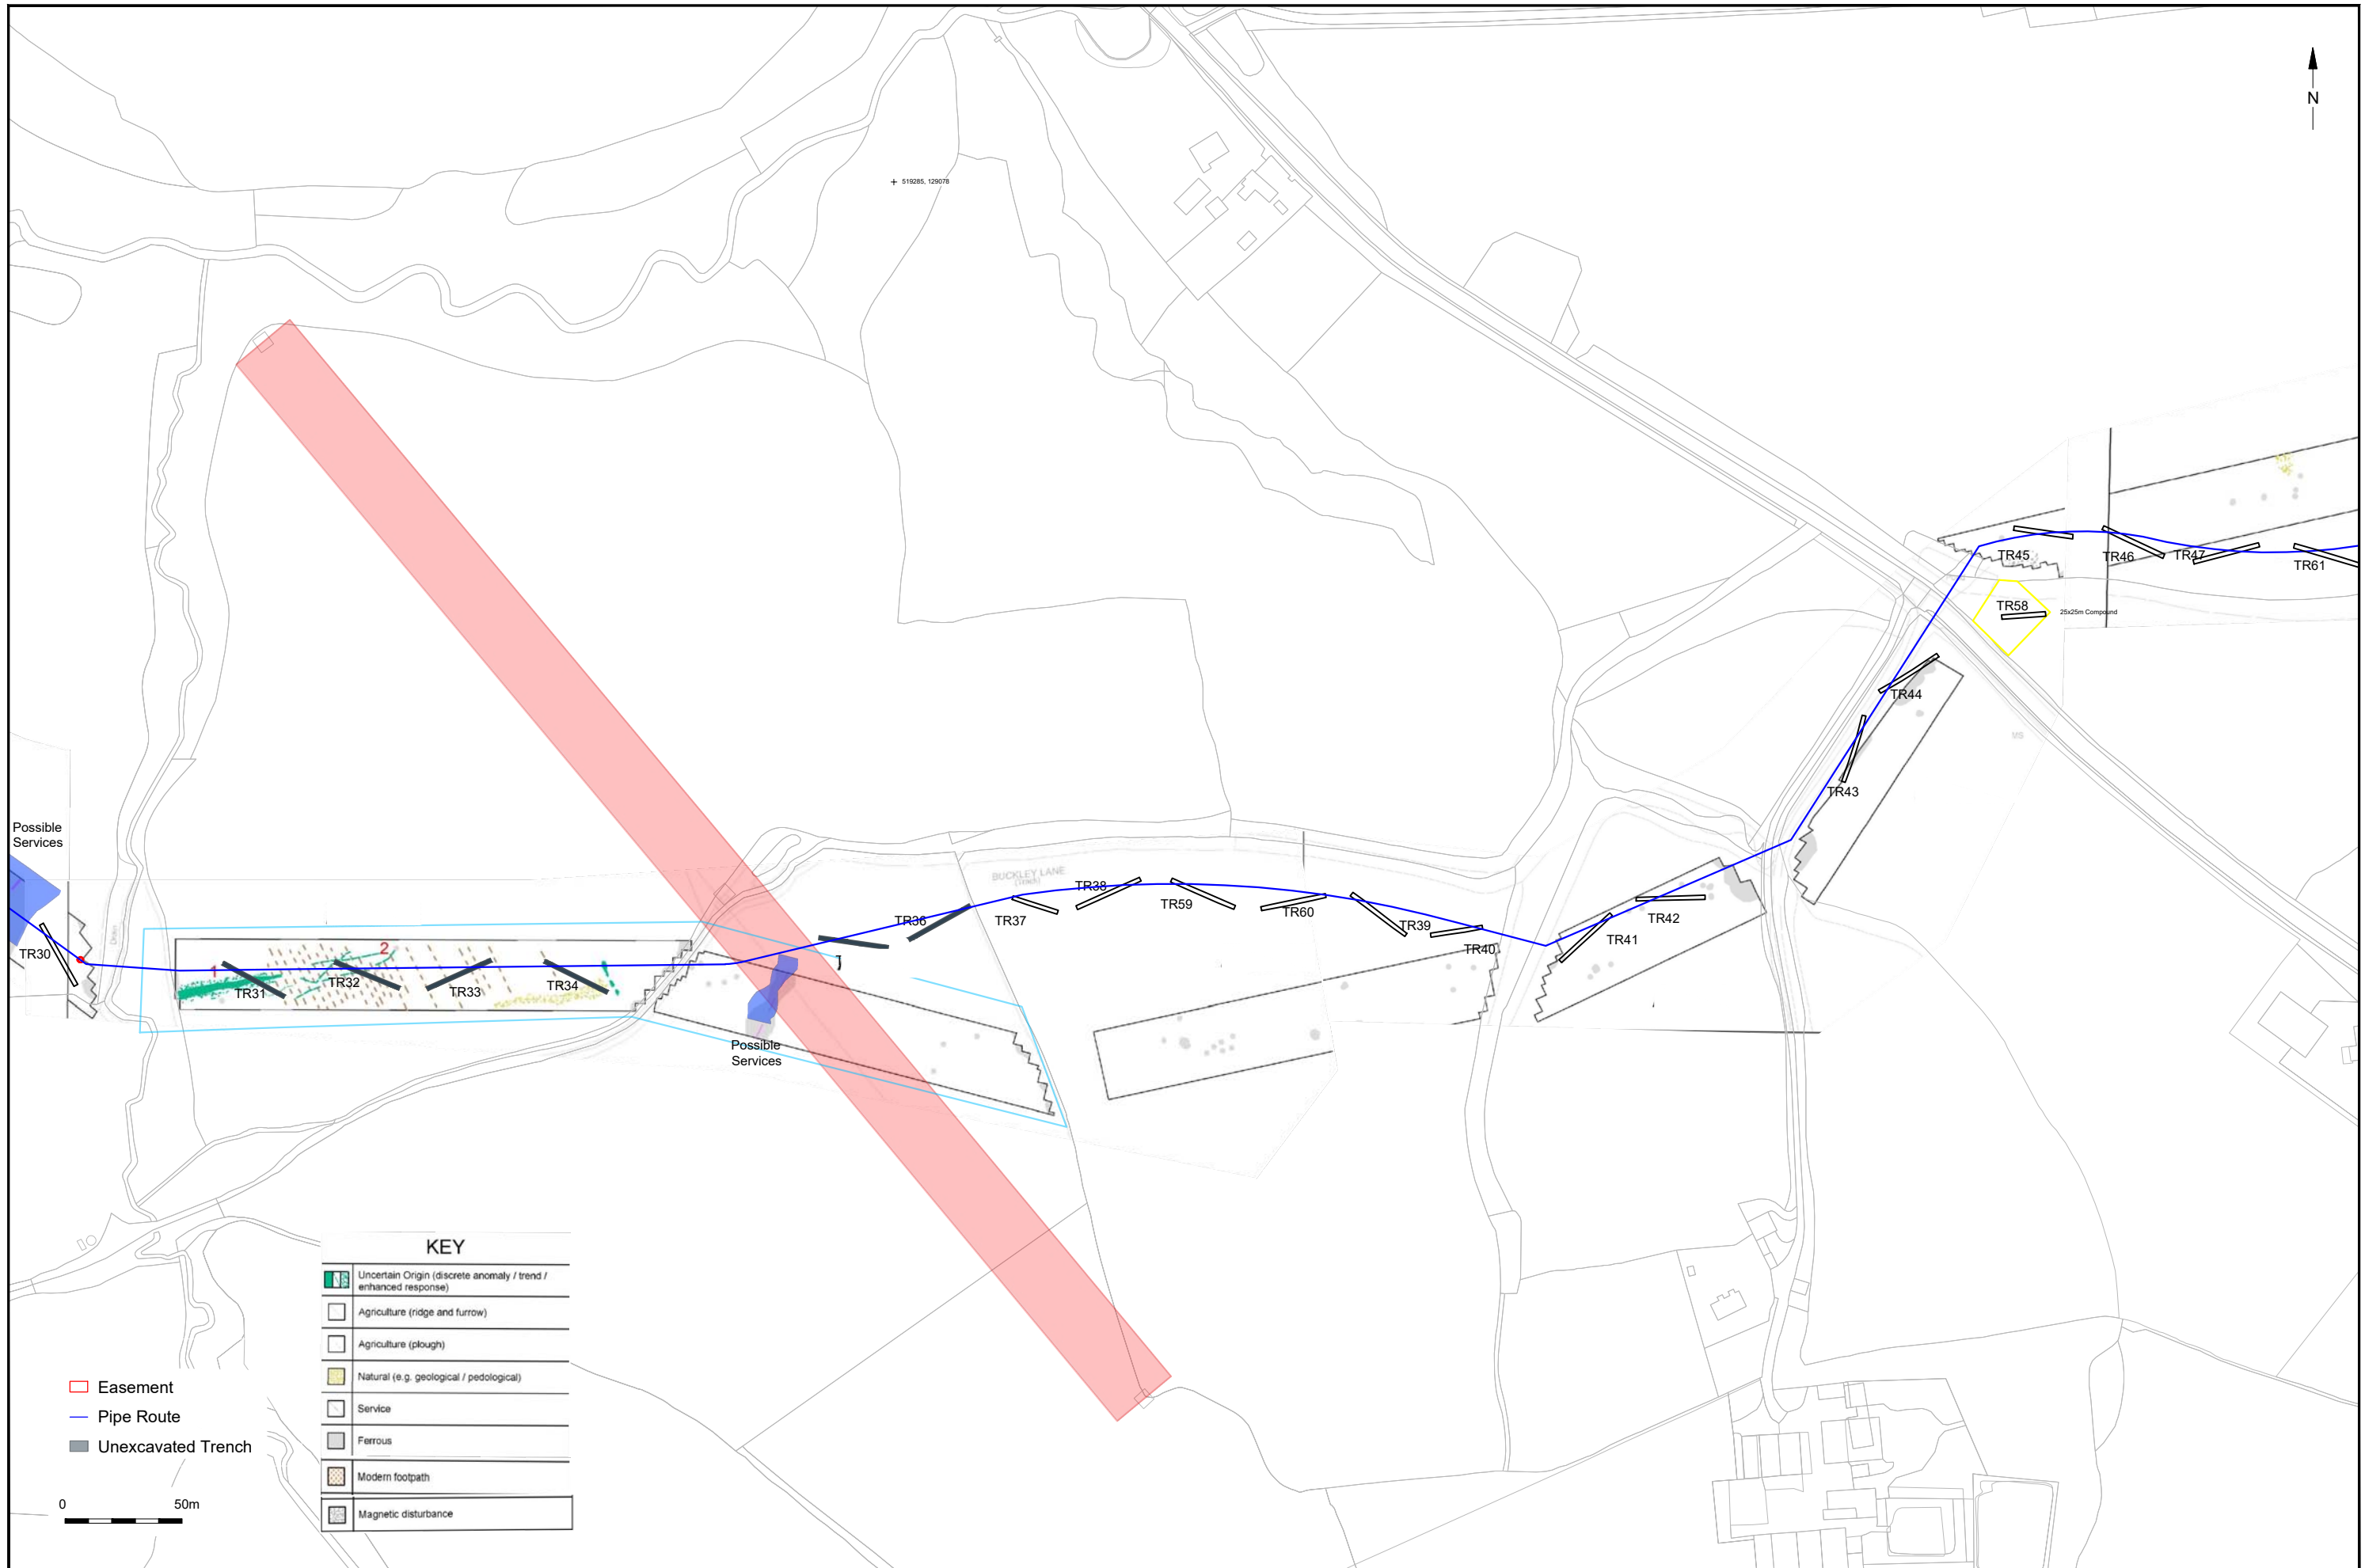 N
519285, 129078
TR45
TR46
TR47
TR61
TR58
25x25m Compound
TR44
MS
TR43
Possible
Services
BUCKLEY LANE
(Track)
TR38
TR59
TR60
TR36
TR37
TR39
TR40
TR41
TR42
Drain
TR30
1
2
TR31
TR32
TR33
TR34
Possible
Services
KEY
Uncertain Origin (discrete anomaly / trend /
enhanced response)
Agriculture (ridge and furrow)
Agriculture (plough)
Natural (e.g. geological / pedological)
Service
Ferrous
Modern footpath
Magnetic disturbance
Easement
Pipe Route
Unexcavated Trench
0 50m